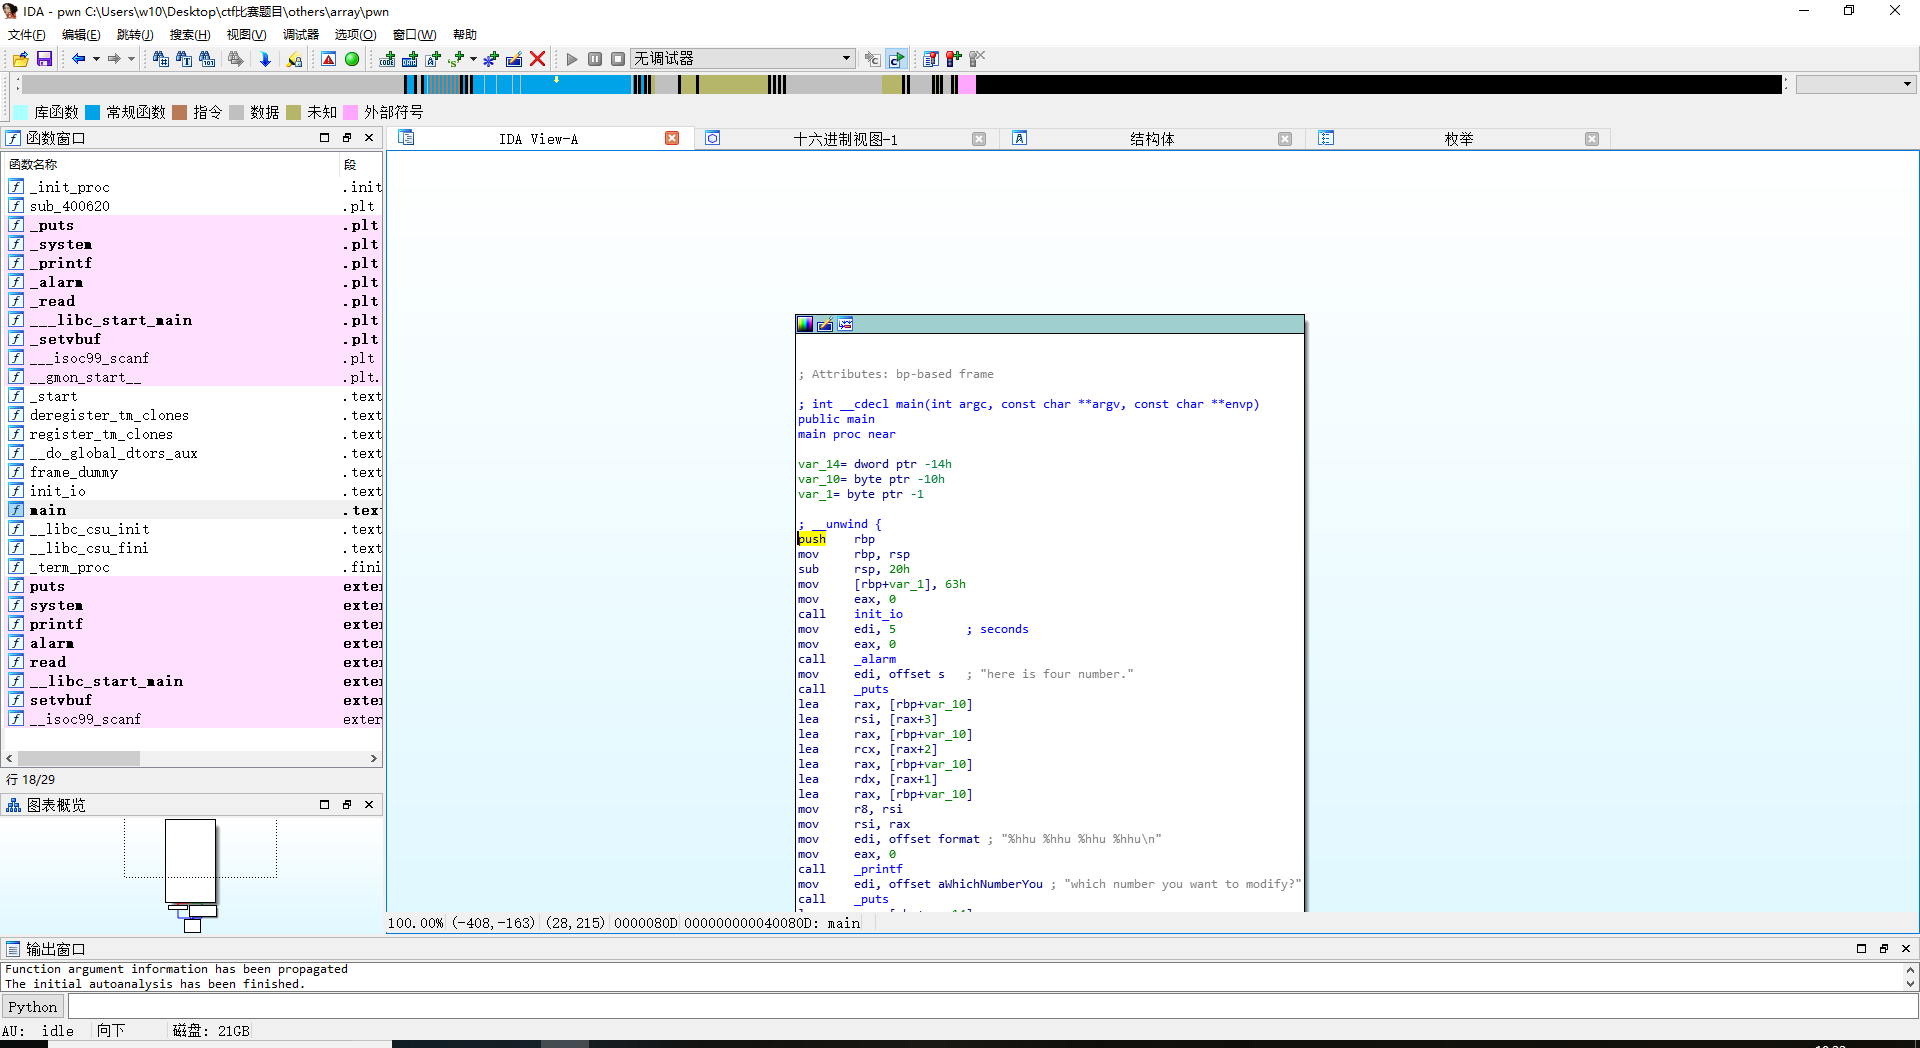 IDA - pwn C:\Users\w10\Desktop\ctf比赛题目\others\array\pwn
文件(F) 编辑(E) 跳转(J) 搜索(H) 视图(V) 调试器 选项(O) 窗口(W) 帮助
无调试器
库函数 常规函数 指令 数据 未知 外部符号
函数窗口
函数名称 段
_init_proc .init
sub_400620 .plt
_puts .plt
_system .plt
_printf .plt
_alarm .plt
_read .plt
___libc_start_main .plt
_setvbuf .plt
___isoc99_scanf .plt
__gmon_start__ .plt.
_start .text
deregister_tm_clones .text
register_tm_clones .text
__do_global_dtors_aux .text
frame_dummy .text
init_io .text
main .text
__libc_csu_init .text
__libc_csu_fini .text
_term_proc .fini
puts exter
system exter
printf exter
alarm exter
read exter
__libc_start_main exter
setvbuf exter
__isoc99_scanf exter
行 18/29
图表概览
IDA View-A 十六进制视图-1 结构体 枚举
; Attributes: bp-based frame
; int __cdecl main(int argc, const char **argv, const char **envp)
public main
main proc near
var_14= dword ptr -14h
var_10= byte ptr -10h
var_1= byte ptr -1
; __unwind {
push rbp
mov rbp, rsp
sub rsp, 20h
mov [rbp+var_1], 63h
mov eax, 0
call init_io
mov edi, 5 ; seconds
mov eax, 0
call _alarm
mov edi, offset s ; "here is four number."
call _puts
lea rax, [rbp+var_10]
lea rsi, [rax+3]
lea rax, [rbp+var_10]
lea rcx, [rax+2]
lea rax, [rbp+var_10]
lea rdx, [rax+1]
lea rax, [rbp+var_10]
mov r8, rsi
mov rsi, rax
mov edi, offset format ; "%hhu %hhu %hhu %hhu\n"
mov eax, 0
call _printf
mov edi, offset aWhichNumberYou ; "which number you want to modify?"
call _puts
100.00% (-408,-163) (28,215) 0000080D 000000000040080D: main
输出窗口
Function argument information has been propagated
The initial autoanalysis has been finished.
Python
AU: idle 向下 磁盘: 21GB